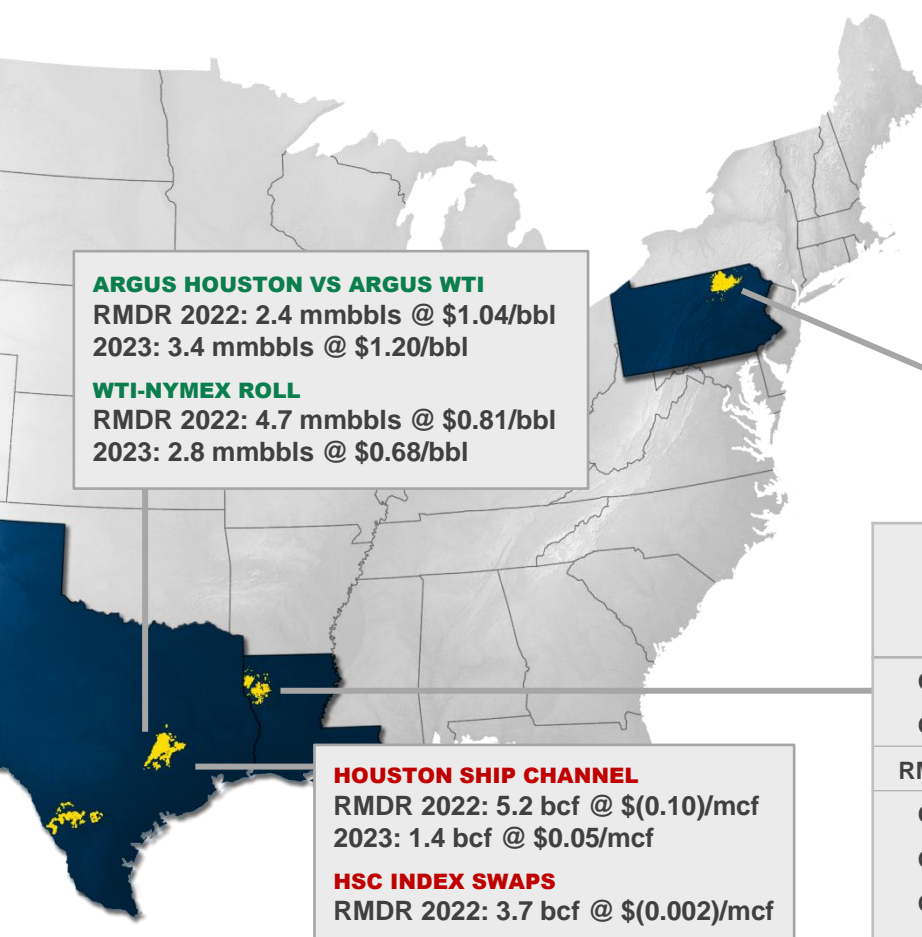 ARGUS HOUSTON VS ARGUS WTI
RMDR 2022: 2.4 mmbbls @ $1.04/bbl
2023: 3.4 mmbbls @ $1.20/bbl
WTI-NYMEX ROLL
RMDR 2022: 4.7 mmbbls @ $0.81/bbl
2023: 2.8 mmbbls @ $0.68/bbl
HOUSTON SHIP CHANNEL
RMDR 2022: 5.2 bcf @ $(0.10)/mcf
2023: 1.4 bcf @ $0.05/mcf
HSC INDEX SWAPS
RMDR 2022: 3.7 bcf @ $(0.002)/mcf